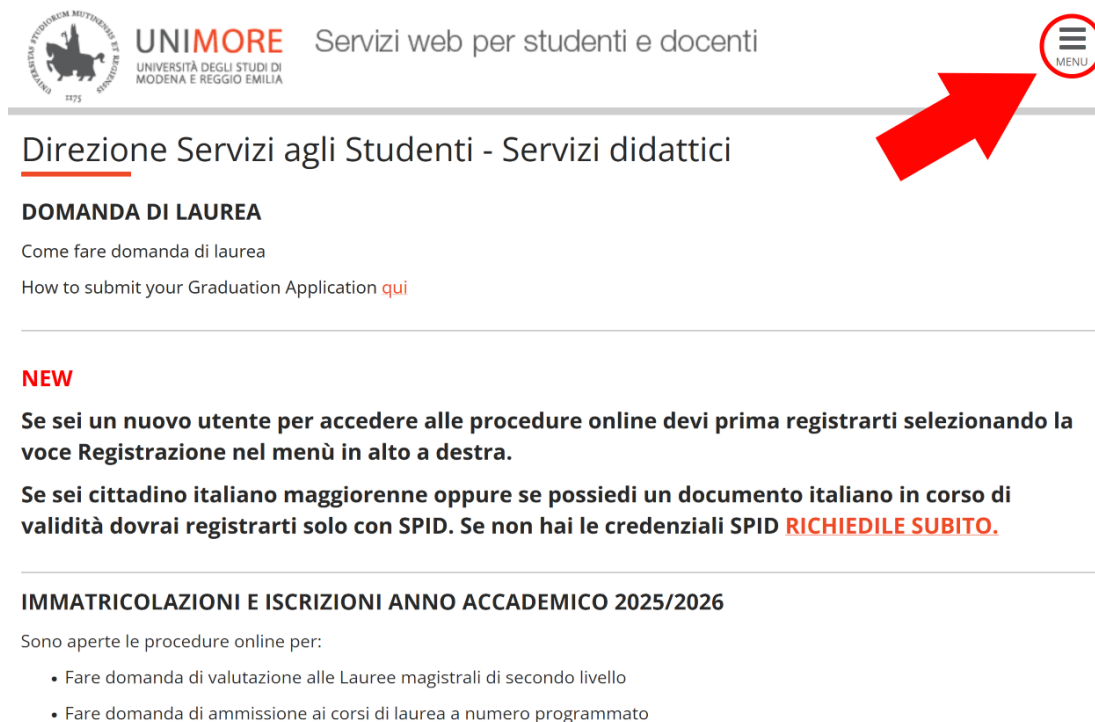 UNIMORE
UNIVERSITÀ DEGLI STUDI DI
MODENA E REGGIO EMILIA
1175
Servizi web per studenti e docenti
MENU
Direzione Servizi agli Studenti - Servizi didattici
DOMANDA DI LAUREA
Come fare domanda di laurea
How to submit your Graduation Application qui
NEW
Se sei un nuovo utente per accedere alle procedure online devi prima registrarti selezionando la
voce Registrazione nel menù in alto a destra.
Se sei cittadino italiano maggiorenne oppure se possiedi un documento italiano in corso di
validità dovrai registrarti solo con SPID. Se non hai le credenziali SPID RICHIEDILE SUBITO.
IMMATRICOLAZIONI E ISCRIZIONI ANNO ACCADEMICO 2025/2026
Sono aperte le procedure online per:
• Fare domanda di valutazione alle Lauree magistrali di secondo livello
• Fare domanda di ammissione ai corsi di laurea a numero programmato